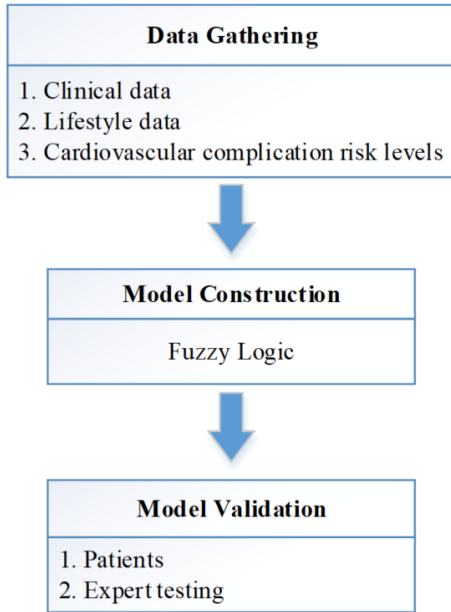 Data Gathering
1. Clinical data
2. Lifestyle data
3. Cardiovascular complication risk levels
Model Construction
Fuzzy Logic
Model Validation
1. Patients
2. Expert testing